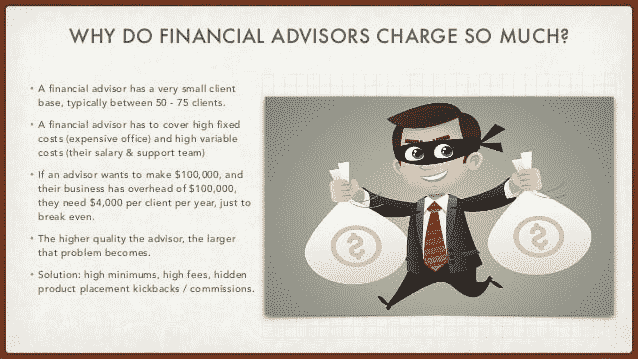 WHY DO FINANCIAL ADVISORS CHARGE SO MUCH?
• A financial advisor has a very small client
base, typically between 50 - 75 clients.
• A financial advisor has to cover high fixed
costs (expensive office) and high variable
costs (their salary & support team)
• If an advisor wants to make $100,000, and
their business has overhead of $100,000,
they need $4,000 per client per year, just to
break even.
• The higher quality the advisor, the larger
that problem becomes.
• Solution: high minimums, high fees, hidden
product placement kickbacks / commissions.
$
$